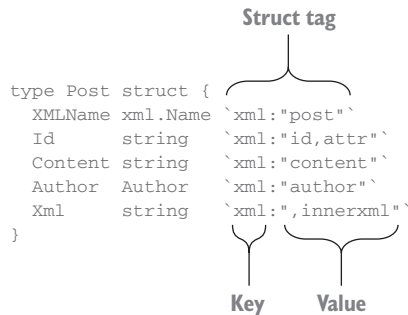 Struct tag
type Post struct {
XMLName xml.Name `xml:"post"`
Id string `xml:"id,attr"`
Content string `xml:"content"`
Author Author `xml:"author"`
Xml string `xml:",innerxml"`
}
Key Value